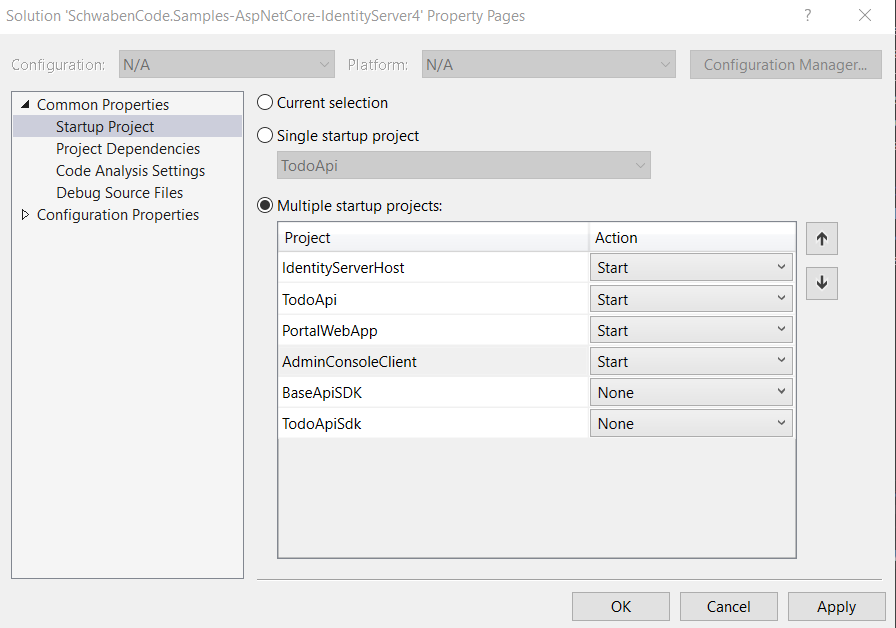 Solution 'SchwabenCode.Samples-AspNetCore-IdentityServer4' Property Pages
?
Configuration: N/A Platform: N/A Configuration Manager...
Common Properties
Startup Project
Project Dependencies
Code Analysis Settings
Debug Source Files
Configuration Properties
Current selection
Single startup project
TodoApi
Multiple startup projects:
Project Action
IdentityServerHost Start
TodoApi Start
PortalWebApp Start
AdminConsoleClient Start
BaseApiSDK None
TodoApiSdk None
OK Cancel Apply